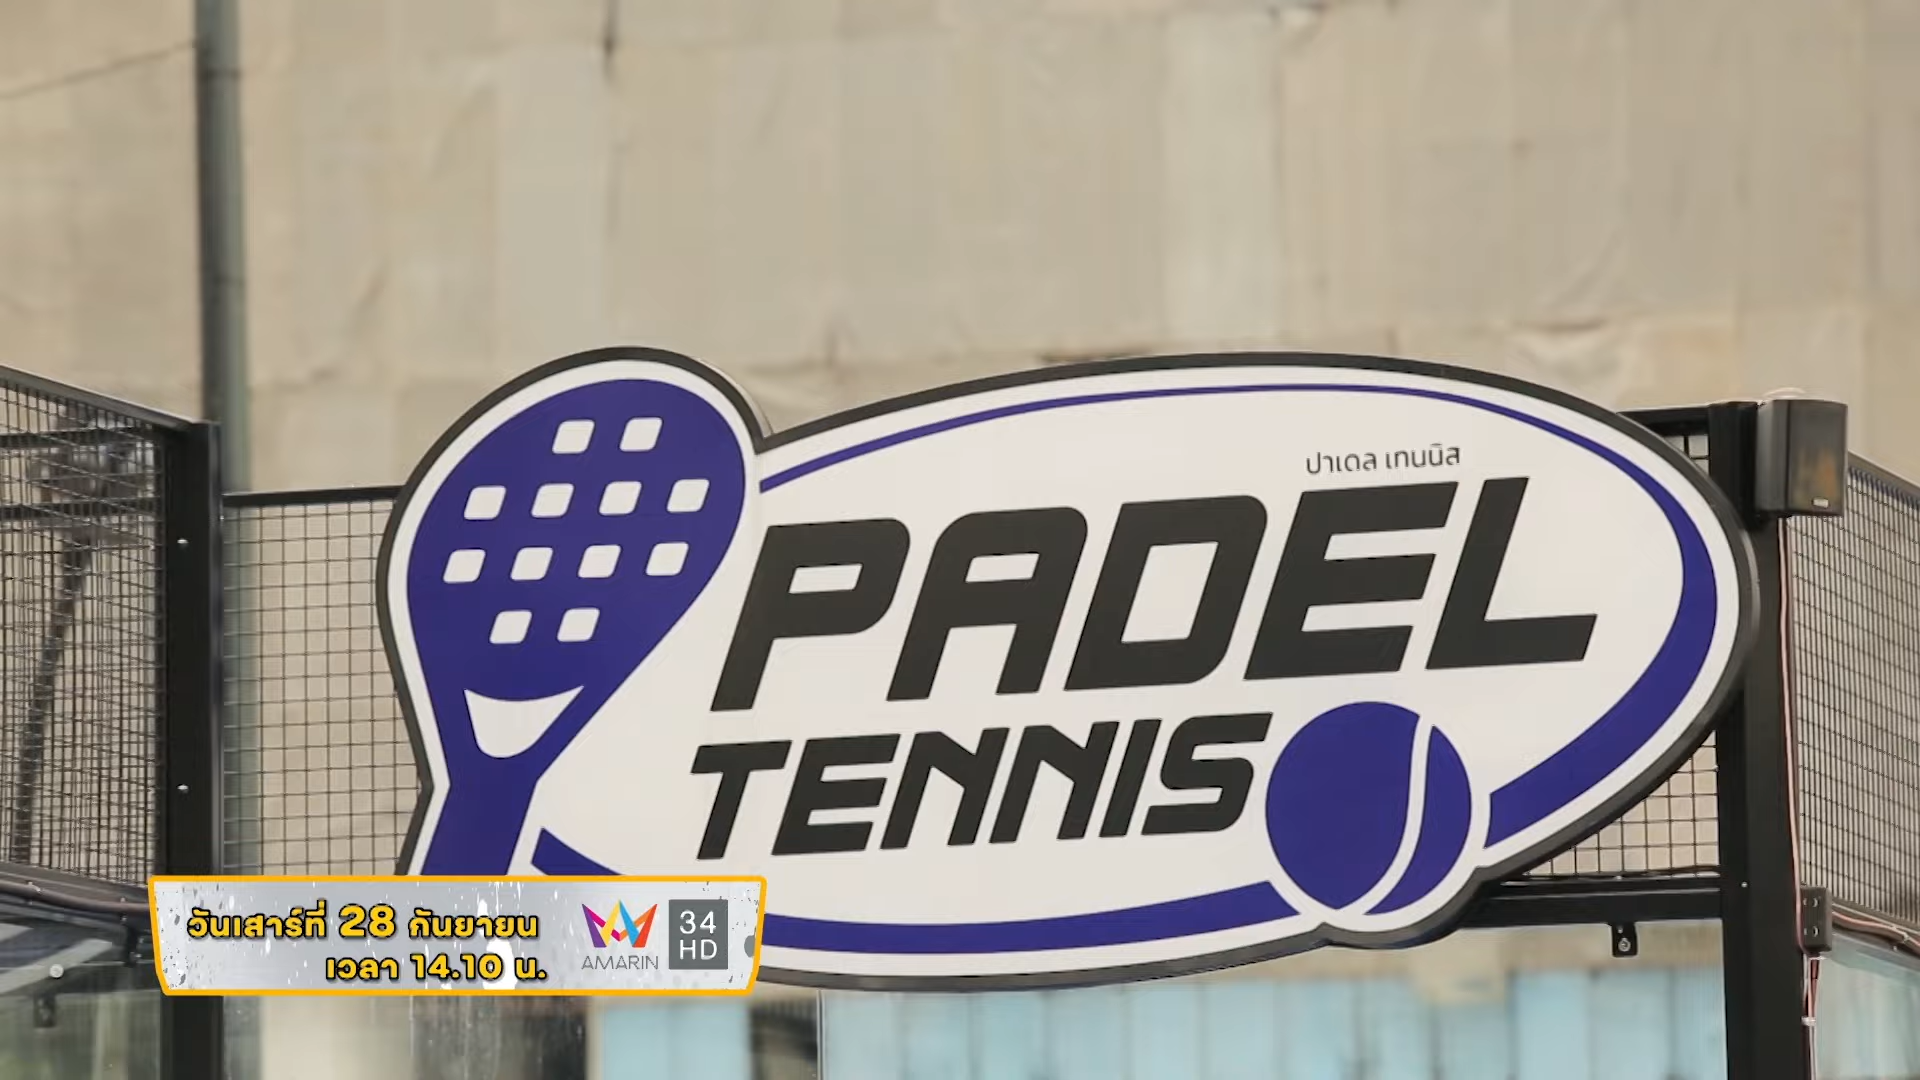 ปาเดล เทนนิส
PADEL
TENNIS
วันเสาร์ที่ 28 กันยายน
เวลา 14.10 น.
AMARIN
34
HD